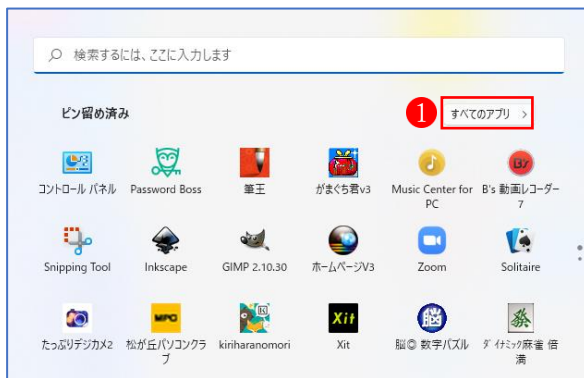 検索するには、ここに入力します
ピン留め済み
1
すべてのアプリ >
コントロール パネル
Password Boss
筆王
がまぐち君v3
Music Center for
PC
B's 動画レコーダー
7
Snipping Tool
Inkscape
GIMP 2.10.30
ホームページV3
Zoom
Solitaire
B7
MPC
Xit
脳
發
たっぷりデジカメ2
松が丘パソコンクラ
ブ
kiriharanomori
Xit
脳◎ 数字パズル
ダイナミック麻雀 倍
満